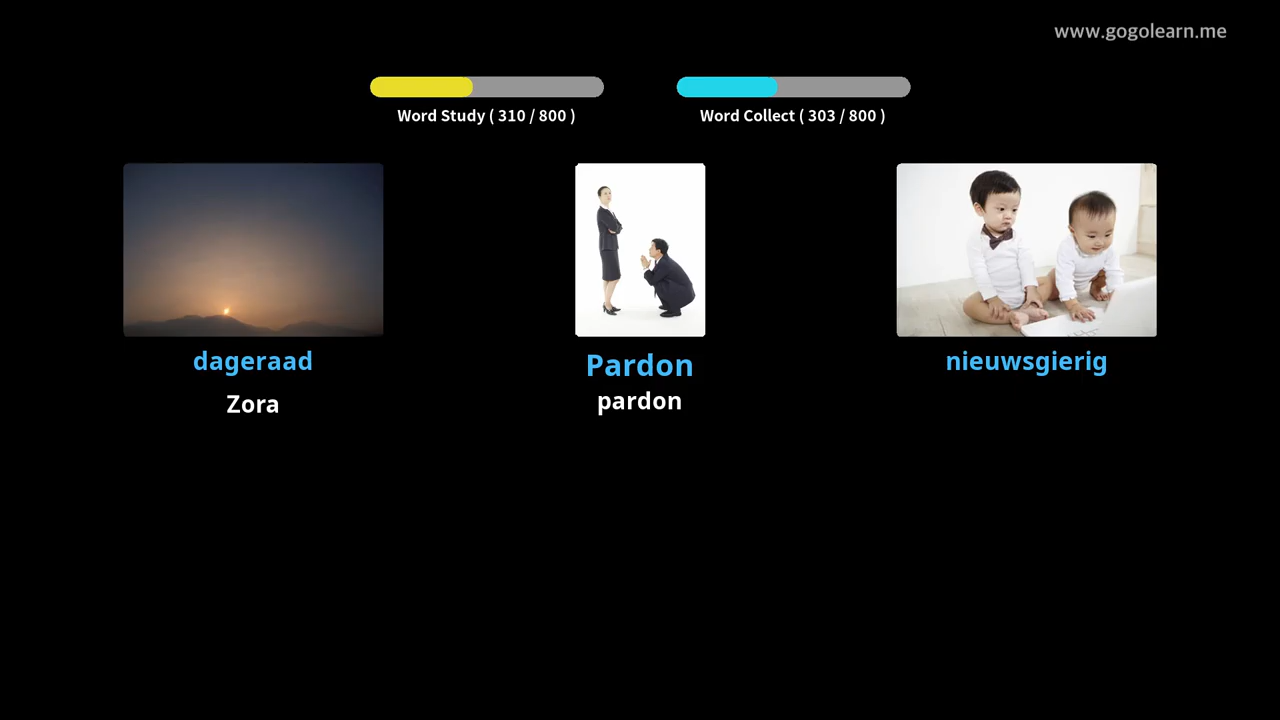 www.gogolearn.me
Word Study ( 310 / 800 )
Word Collect ( 303 / 800 )
dageraad
Zora
Pardon
pardon
nieuwsgierig